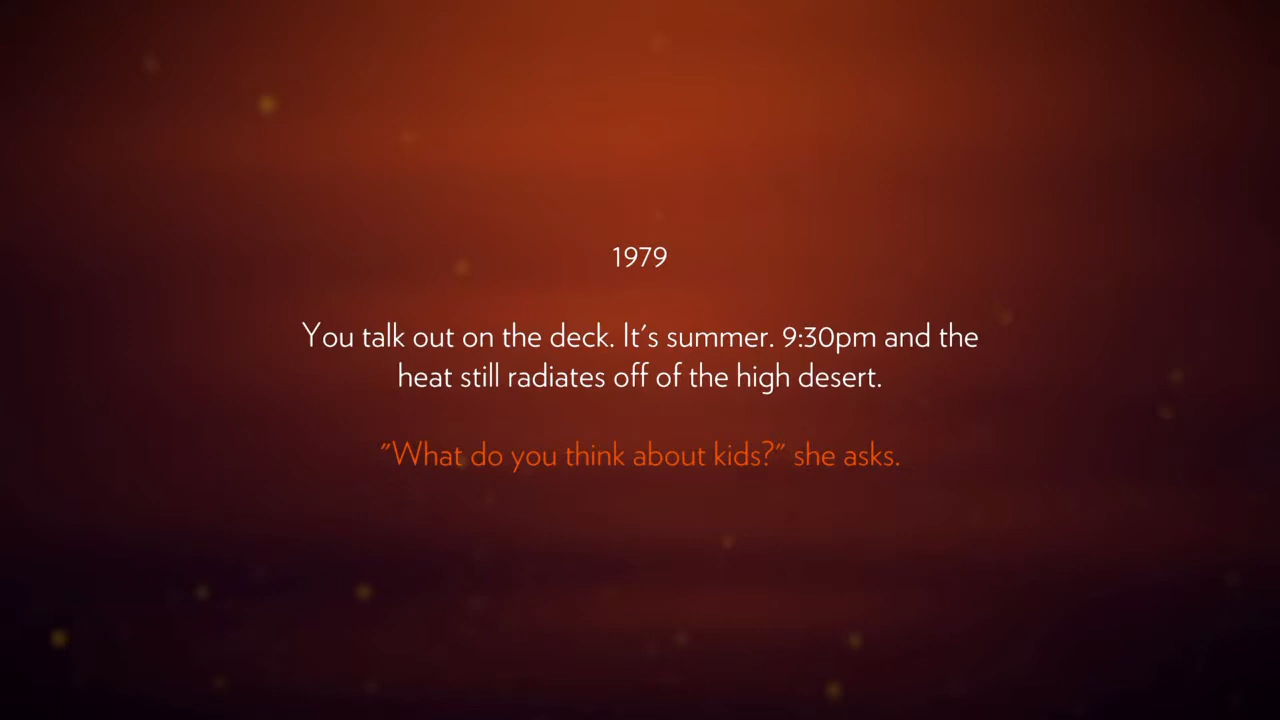 1979
You talk out on the deck. It's summer. 9:30pm and the
heat still radiates off of the high desert.
"What do you think about kids?" she asks.